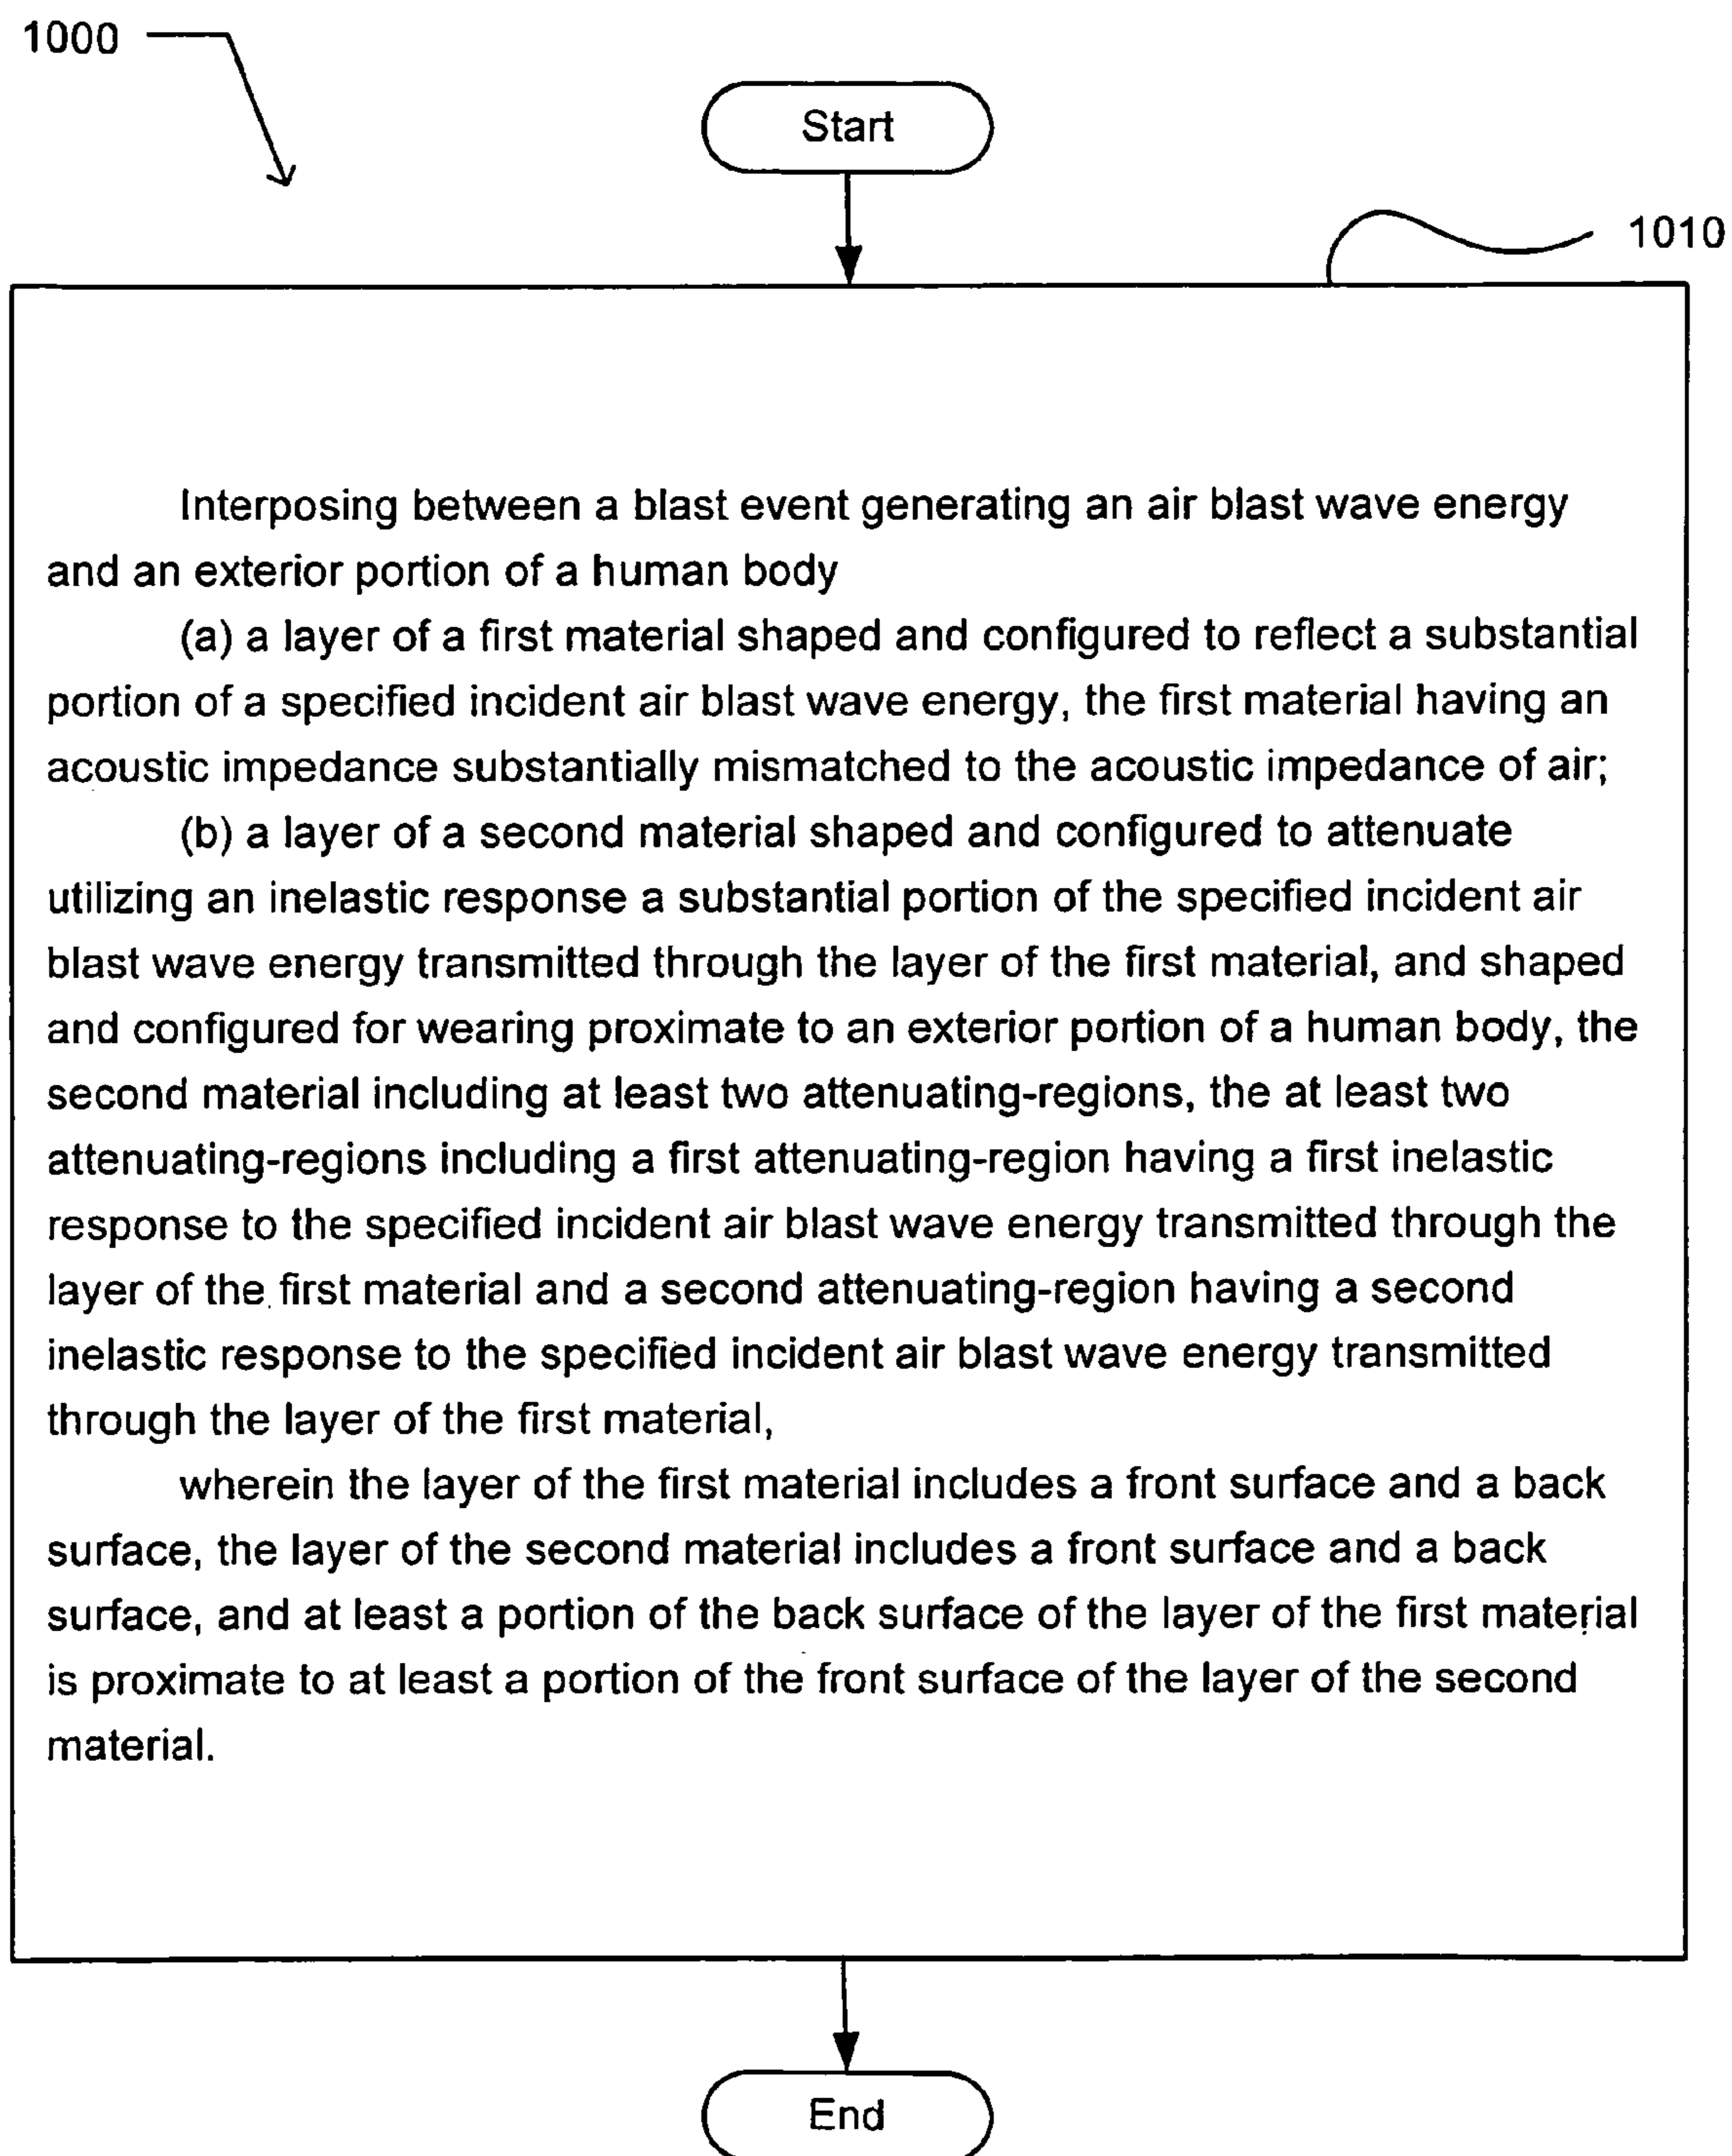 1000
Start
1010
Interposing between a blast event generating an air blast wave energy
and an exterior portion of a human body
(a) a layer of a first material shaped and configured to reflect a substantial
portion of a specified incident air blast wave energy, the first material having an
acoustic impedance substantially mismatched to the acoustic impedance of air;
(b) a layer of a second material shaped and configured to attenuate
utilizing an inelastic response a substantial portion of the specified incident air
blast wave energy transmitted through the layer of the first material, and shaped
and configured for wearing proximate to an exterior portion of a human body, the
second material including at least two attenuating-regions, the at least two
attenuating-regions including a first attenuating-region having a first inelastic
response to the specified incident air blast wave energy transmitted through the
layer of the first material and a second attenuating-region having a second
inelastic response to the specified incident air blast wave energy transmitted
through the layer of the first material,
wherein the layer of the first material includes a front surface and a back
surface, the layer of the second material includes a front surface and a back
surface, and at least a portion of the back surface of the layer of the first material
is proximate to at least a portion of the front surface of the layer of the second
material.
End